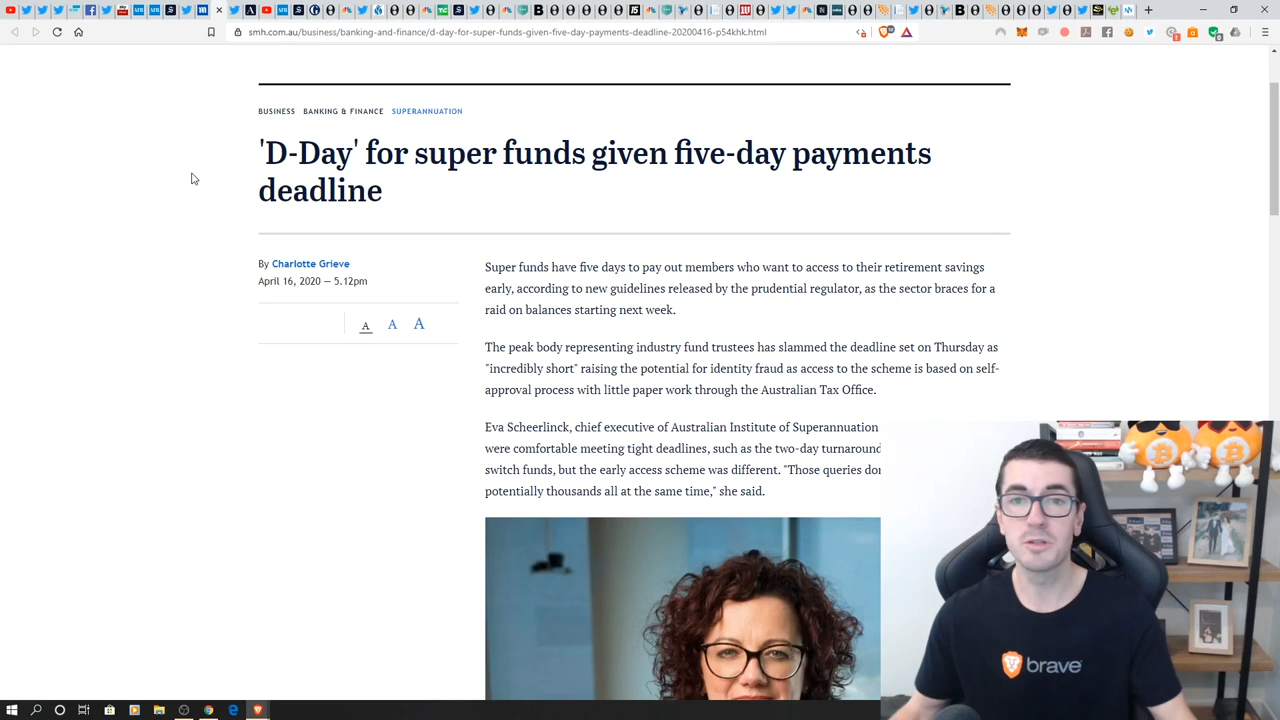 smh.com.au/business/banking-and-finance/d-day-for-super-funds-given-five-day-payments-deadline-20200416-p54khk.html
BUSINESS BANKING & FINANCE SUPERANNUATION
'D-Day' for super funds given five-day payments
deadline
By Charlotte Grieve
April 16, 2020 — 5.12pm
A A A
Super funds have five days to pay out members who want to access to their retirement savings
early, according to new guidelines released by the prudential regulator, as the sector braces for a
raid on balances starting next week.
The peak body representing industry fund trustees has slammed the deadline set on Thursday as
"incredibly short" raising the potential for identity fraud as access to the scheme is based on self-
approval process with little paper work through the Australian Tax Office.
Eva Scheerlinck, chief executive of Australian Institute of Superannuation
were comfortable meeting tight deadlines, such as the two-day turnaround
switch funds, but the early access scheme was different. "Those queries don
potentially thousands all at the same time," she said.
brave